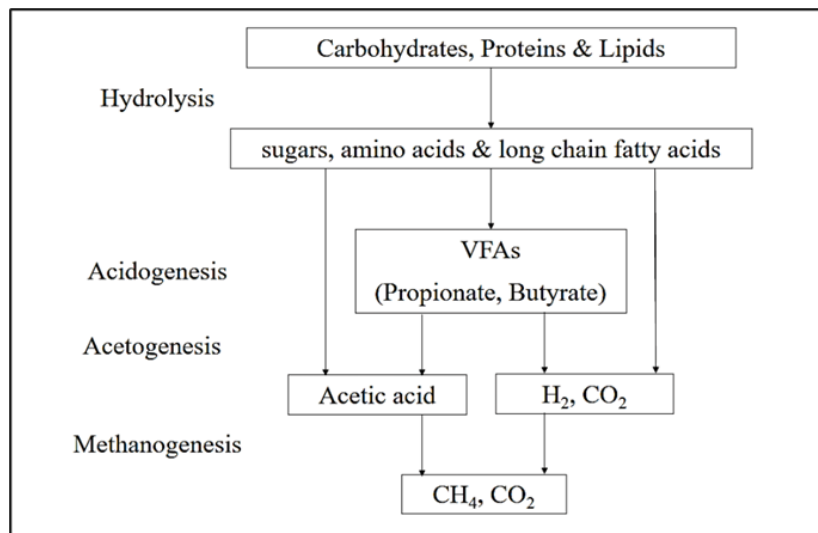 Carbohydrates, Proteins & Lipids
Hydrolysis
sugars, amino acids & long chain fatty acids
VFAs
Acidogenesis
(Propionate, Butyrate)
Acetogenesis
Acetic acid
H₂, CO₂
Methanogenesis
CH₄, CO₂